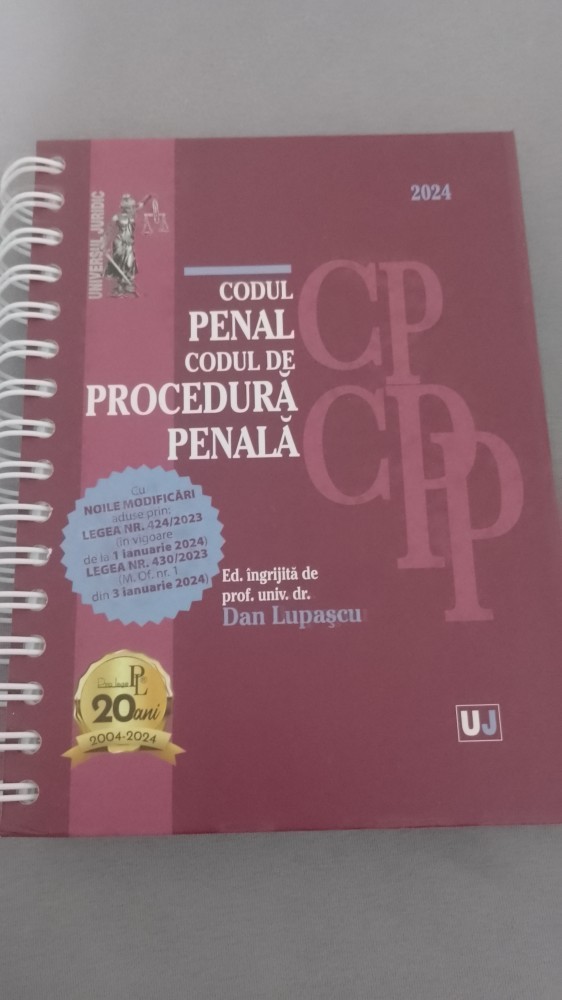 UNIVERSUL JURIDIC
2024
CODUL
PENAL
CODUL DE
PROCEDURĂ
PENALĂ
CP
CPP
Cu
NOILE MODIFICĂRI
aduse prin:
LEGEA NR. 424/2023
(în vigoare
de la 1 ianuarie 2024)
LEGEA NR. 430/2023
(M. Of. nr. 1
din 3 ianuarie 2024)
Ed. îngrijită de
prof. univ. dr.
Dan Lupaşcu
PL
20ani
2004-2024
UJ